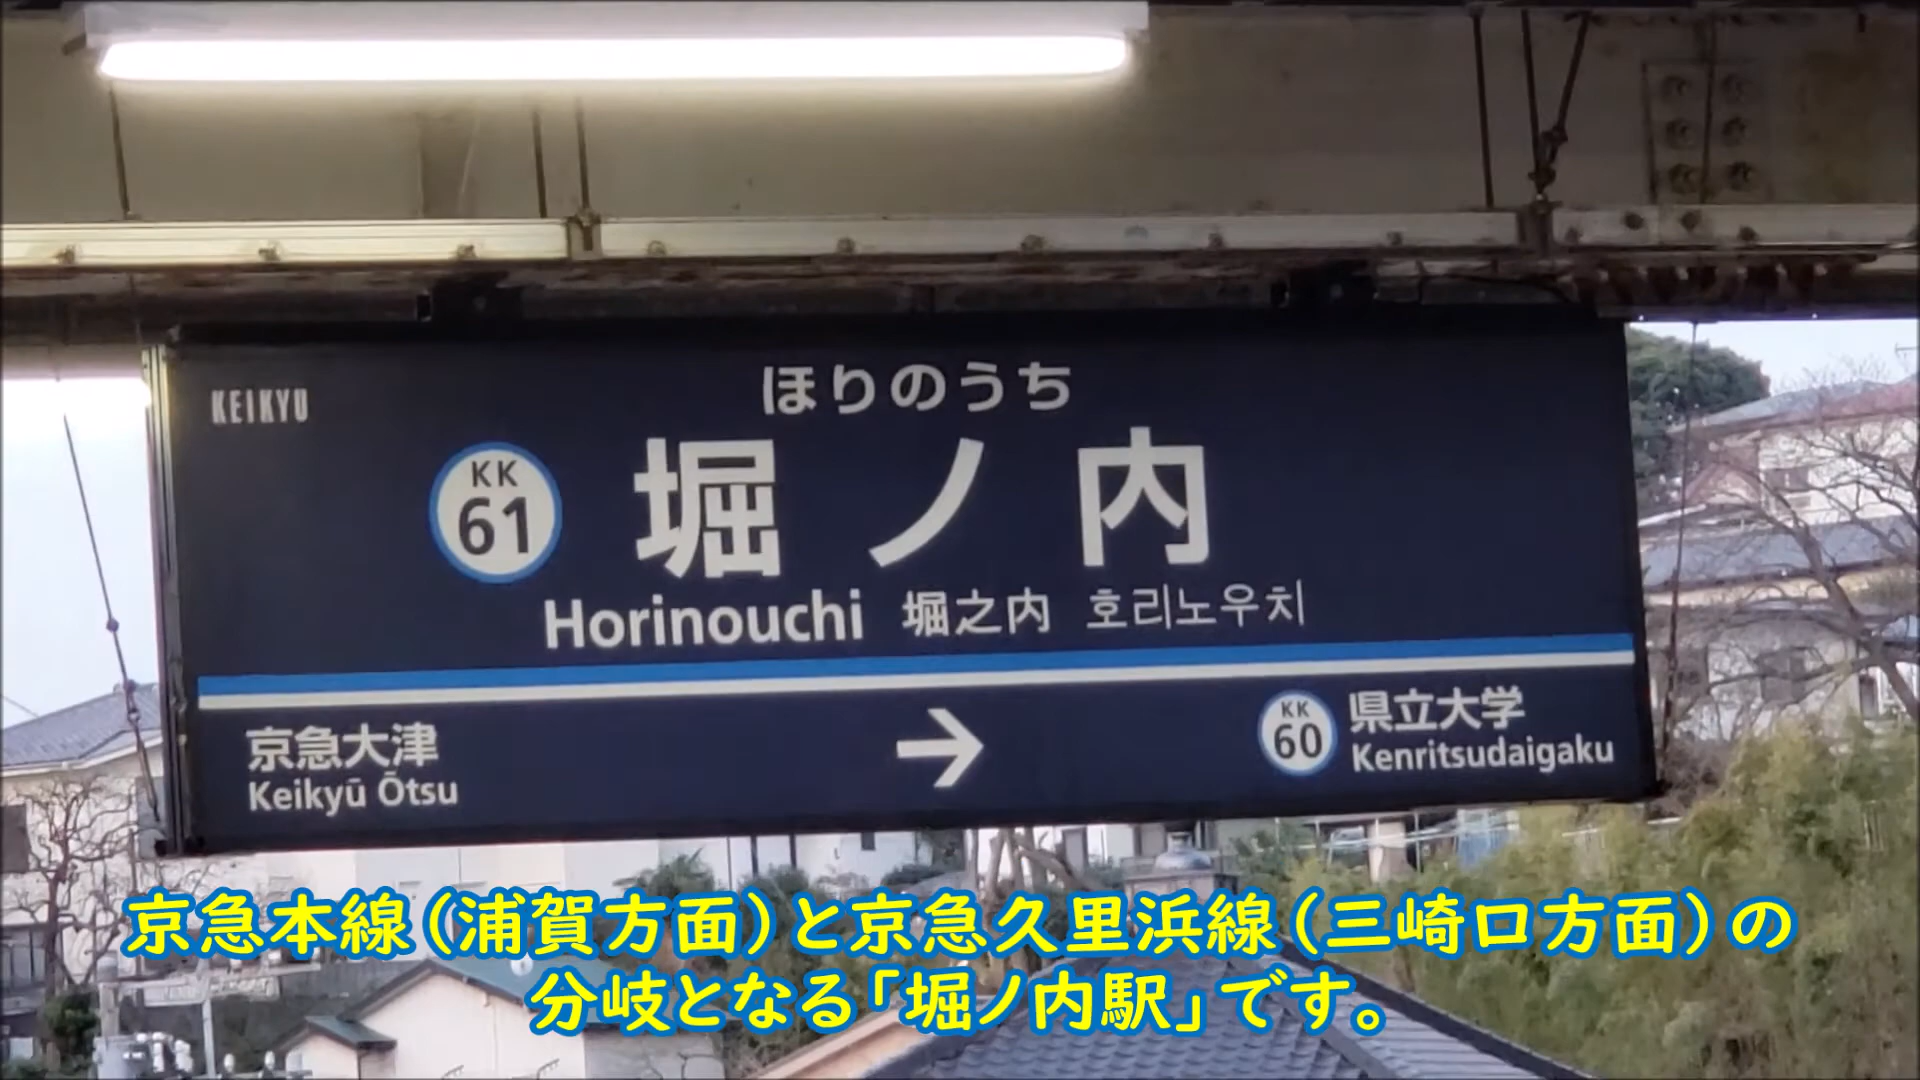 KEIKYU
ほりのうち
KK
61
堀ノ内
Horinouchi 堀之内 호리노우치
京急大津
Keikyū Ōtsu
→
KK
60
県立大学
Kenritsudaigaku
京急本線（浦賀方面）と京急久里浜線（三崎口方面）の
分岐となる「堀ノ内駅」です。